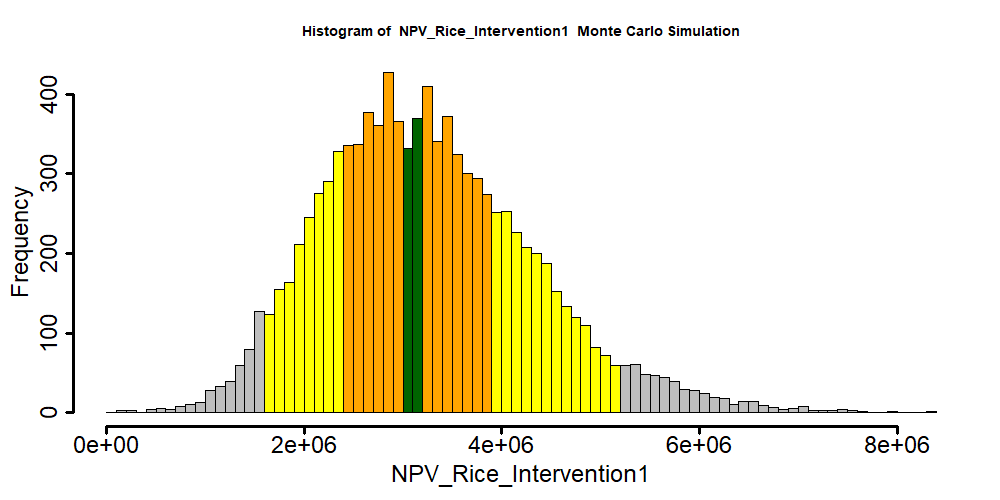 Histogram of  NPV_Rice_Intervention1  Monte Carlo Simulation
Frequency
400
300
200
100
0
0e+00 2e+06 4e+06 6e+06 8e+06
NPV_Rice_Intervention1